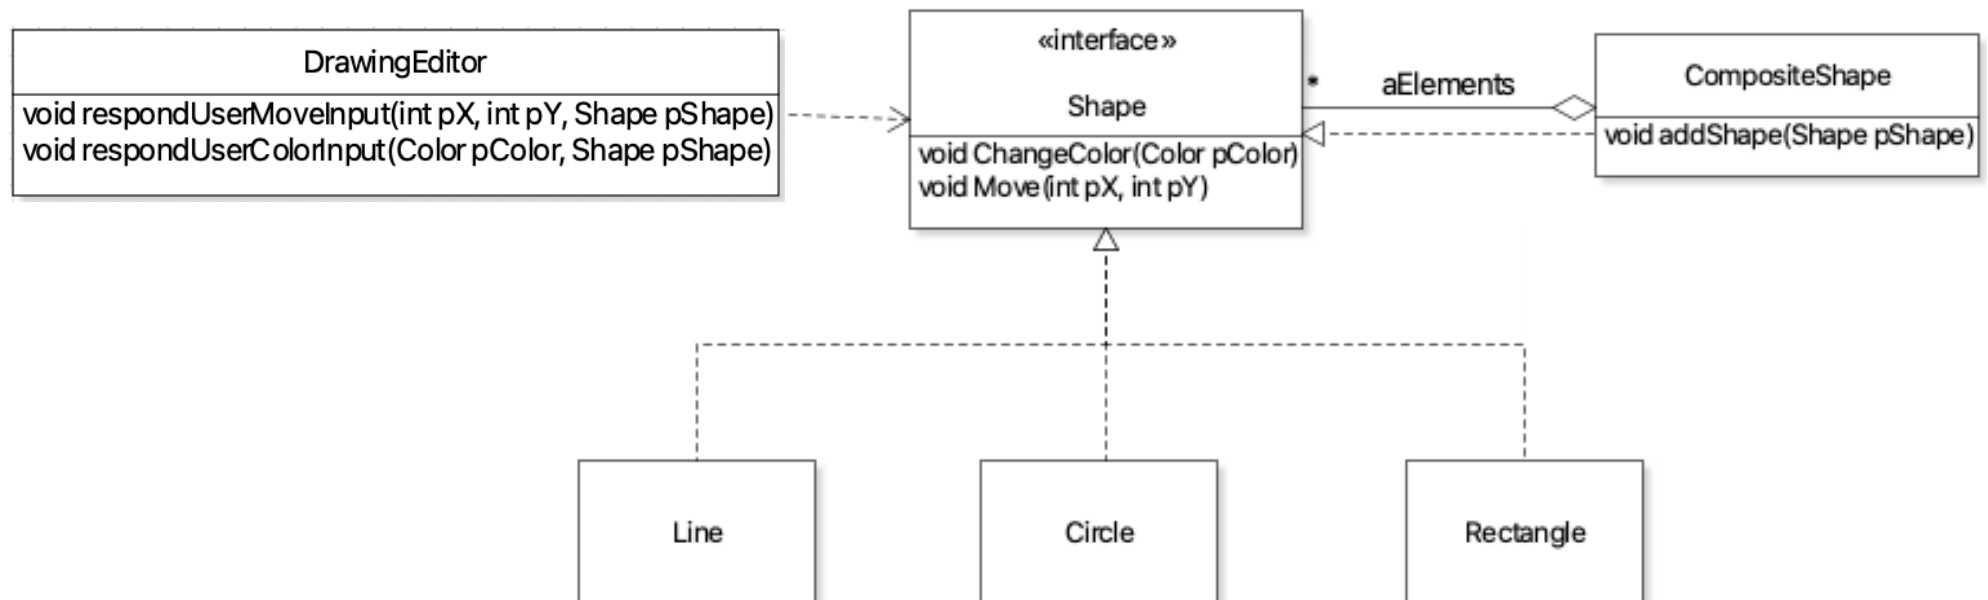 DrawingEditor
void respondUserMoveInput(int pX, int pY, Shape pShape)
void respondUserColorInput(Color pColor, Shape pShape)
«interface»
Shape
void ChangeColor(Color pColor)
void Move(int pX, int pY)
*
aElements
CompositeShape
void addShape(Shape pShape)
Line
Circle
Rectangle